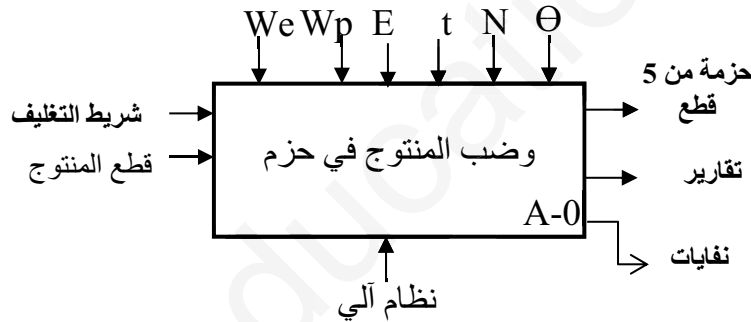 We Wp E t N Θ
حزمة من 5
قطع
شريط التغليف
قطع المنتوج
وضب المنتوج في حزم
تقارير
A-0
نفايات
نظام آلي